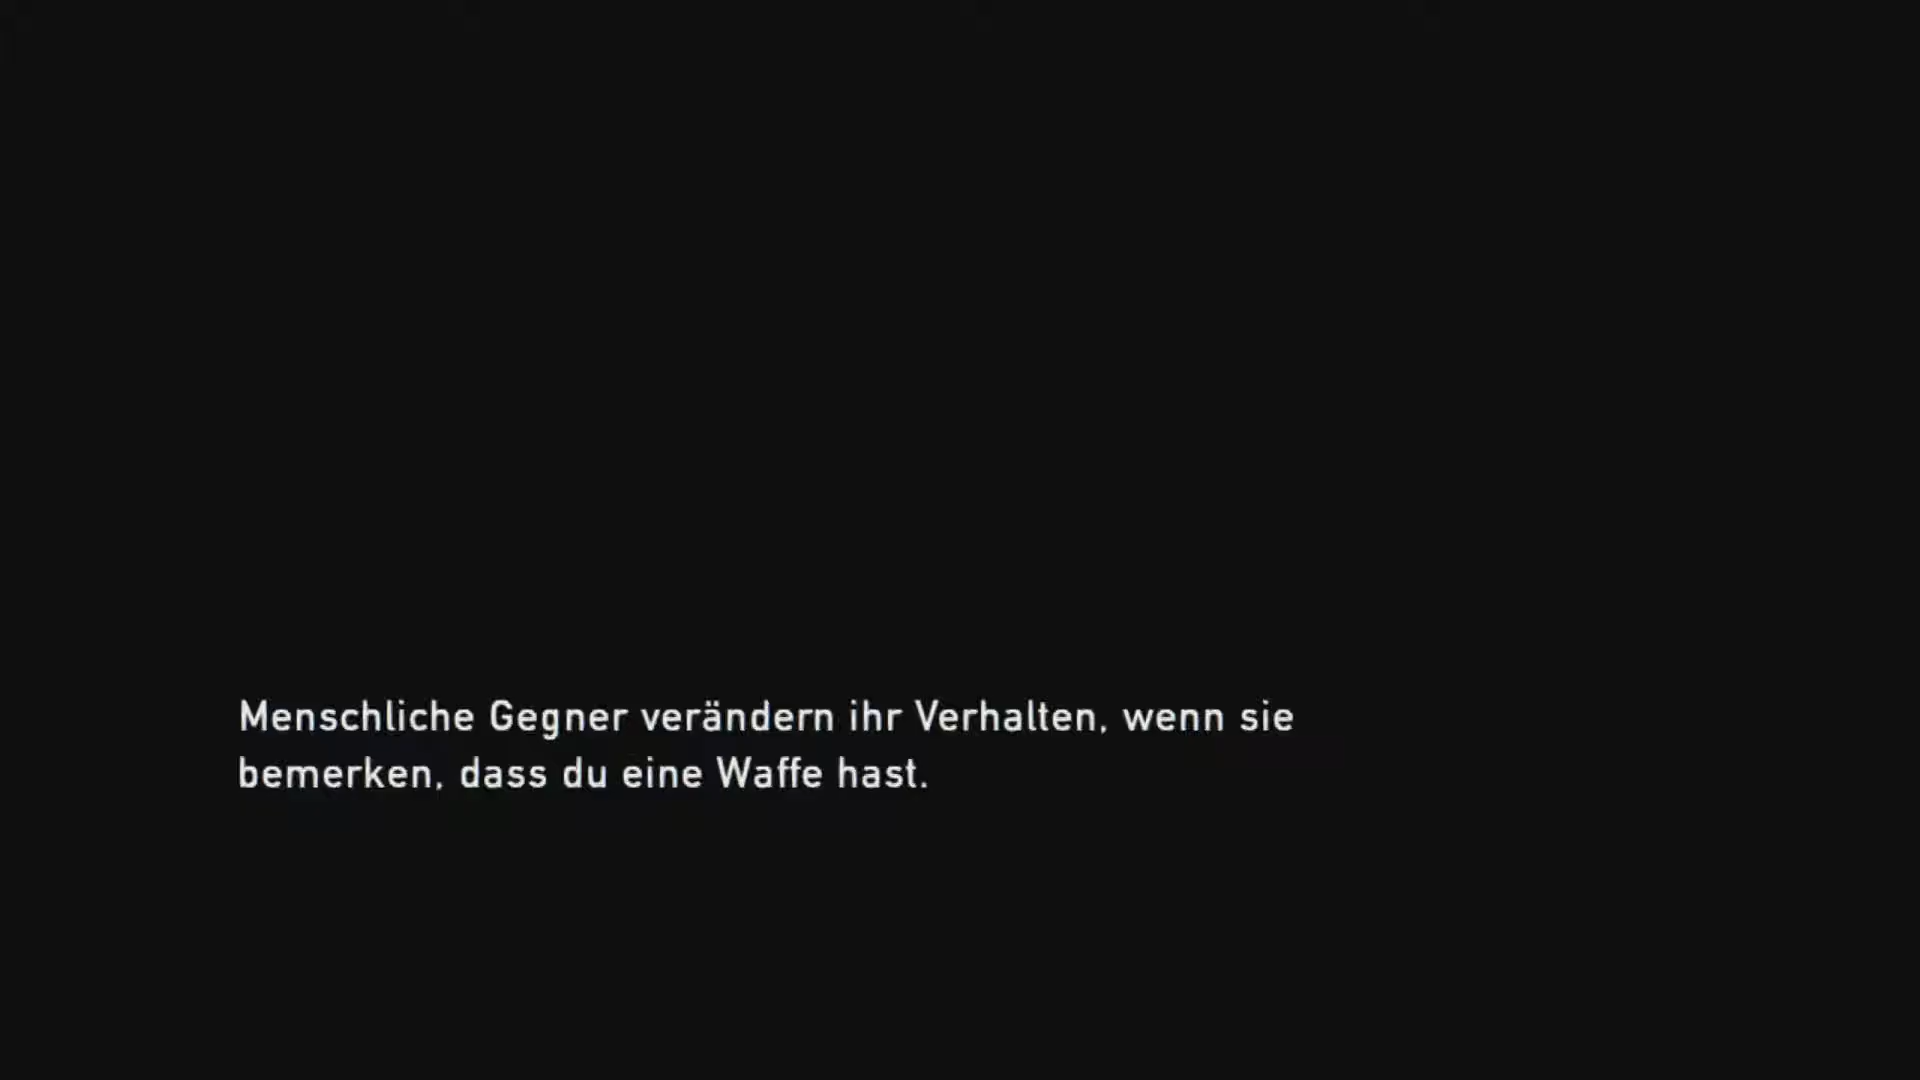 Menschliche Gegner verändern ihr Verhalten, wenn sie
bemerken, dass du eine Waffe hast.